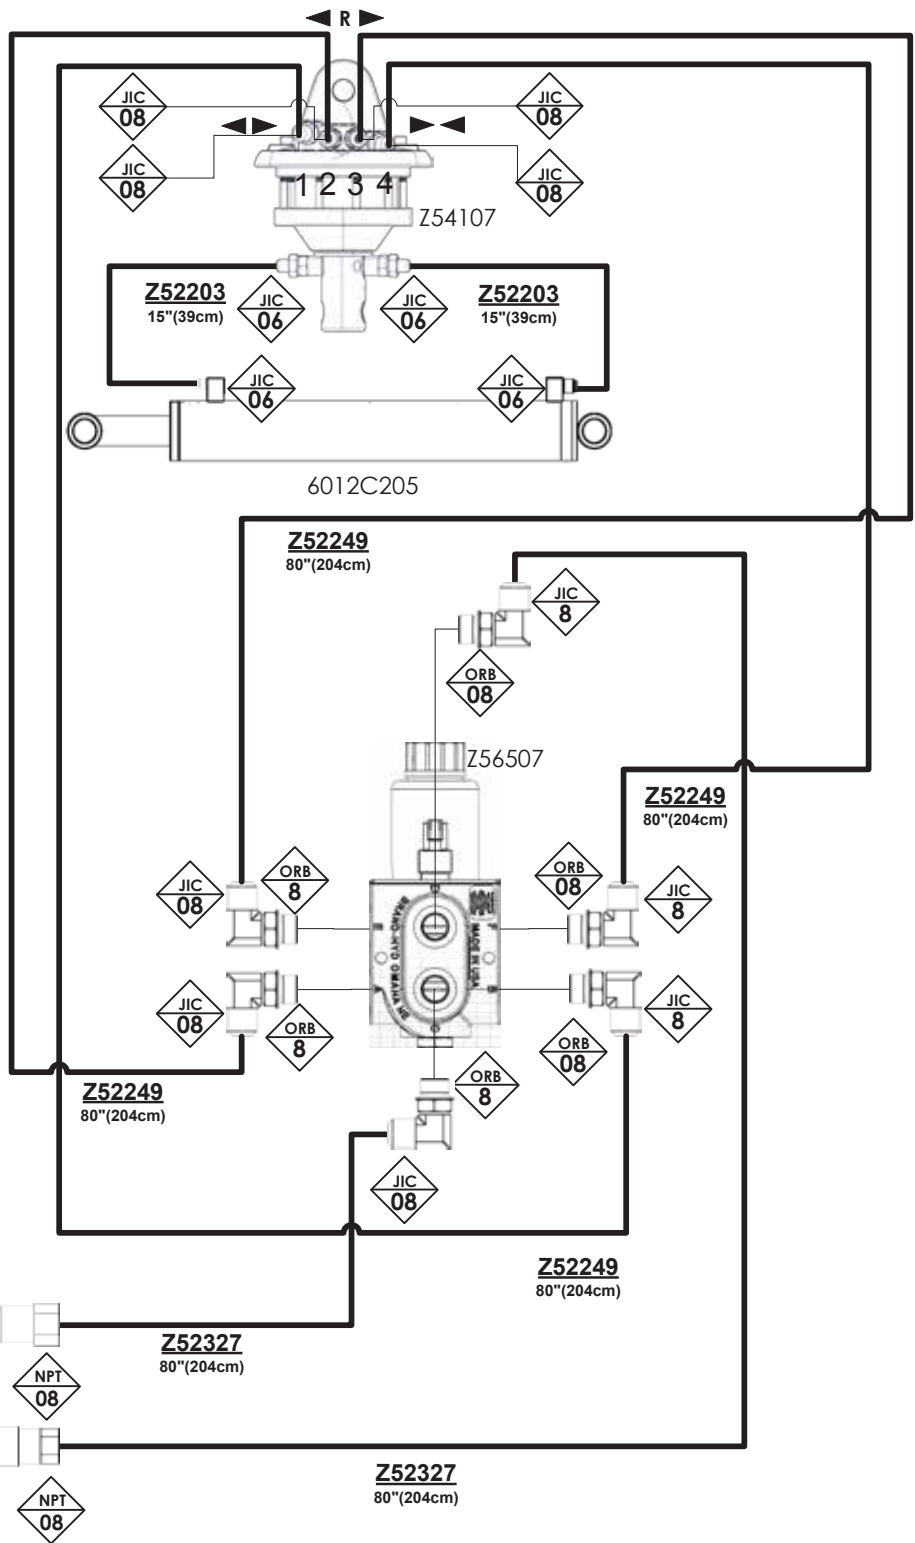 R
JIC
08
JIC
08
JIC
08
JIC
08
1 2 3 4
Z54107
Z52203
15"(39cm)
JIC
06
JIC
06
Z52203
15"(39cm)
JIC
06
JIC
06
6012C205
Z52249
80"(204cm)
JIC
8
ORB
08
Z56507
Z52249
80"(204cm)
JIC
08
ORB
8
ORB
08
JIC
8
E
F
BRAND-HYD OMAHA
MADE IN USA
A
B
JIC
08
ORB
8
ORB
08
JIC
8
Z52249
80"(204cm)
ORB
8
JIC
08
Z52249
80"(204cm)
Z52327
80"(204cm)
NPT
08
Z52327
80"(204cm)
NPT
08